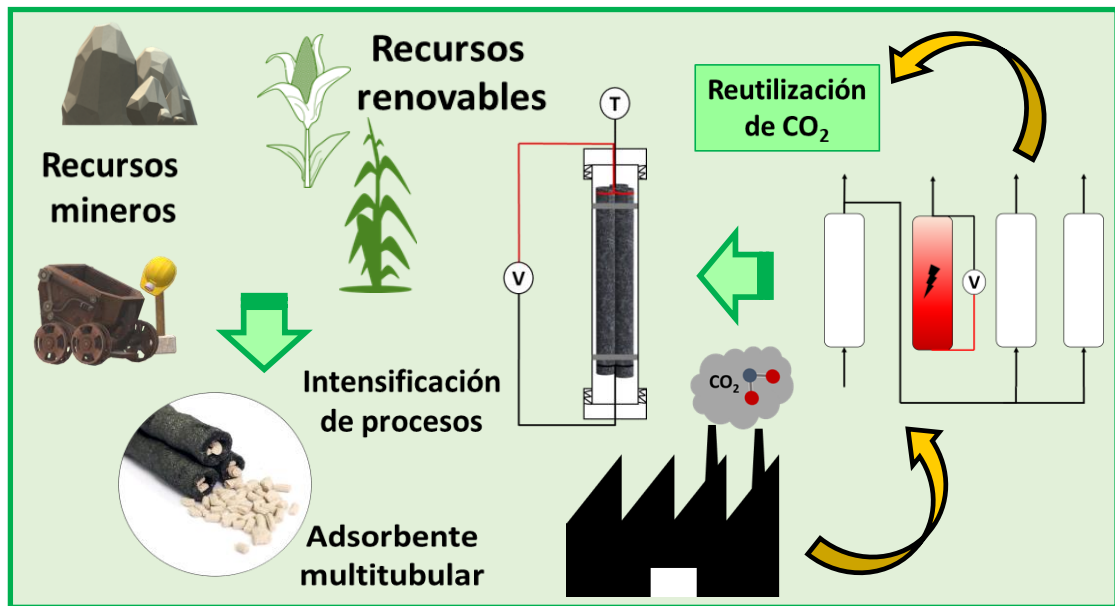 Recursos
renovables
Reutilización
de CO₂
Recursos
mineros
T
V
V
CO₂
Intensificación
de procesos
Adsorbente
multitubular